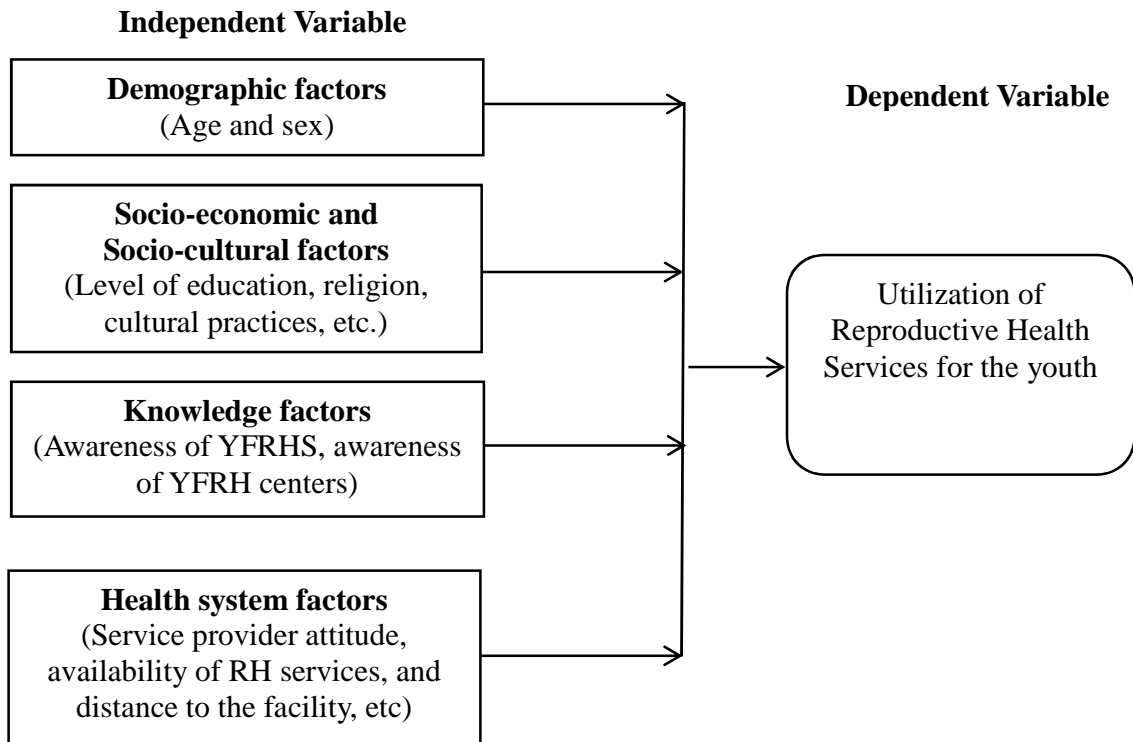 Independent Variable
Demographic factors
(Age and sex)
Socio-economic and
Socio-cultural factors
(Level of education, religion,
cultural practices, etc.)
Knowledge factors
(Awareness of YFRHS, awareness
of YFRH centers)
Health system factors
(Service provider attitude,
availability of RH services, and
distance to the facility, etc)
Dependent Variable
Utilization of
Reproductive Health
Services for the youth